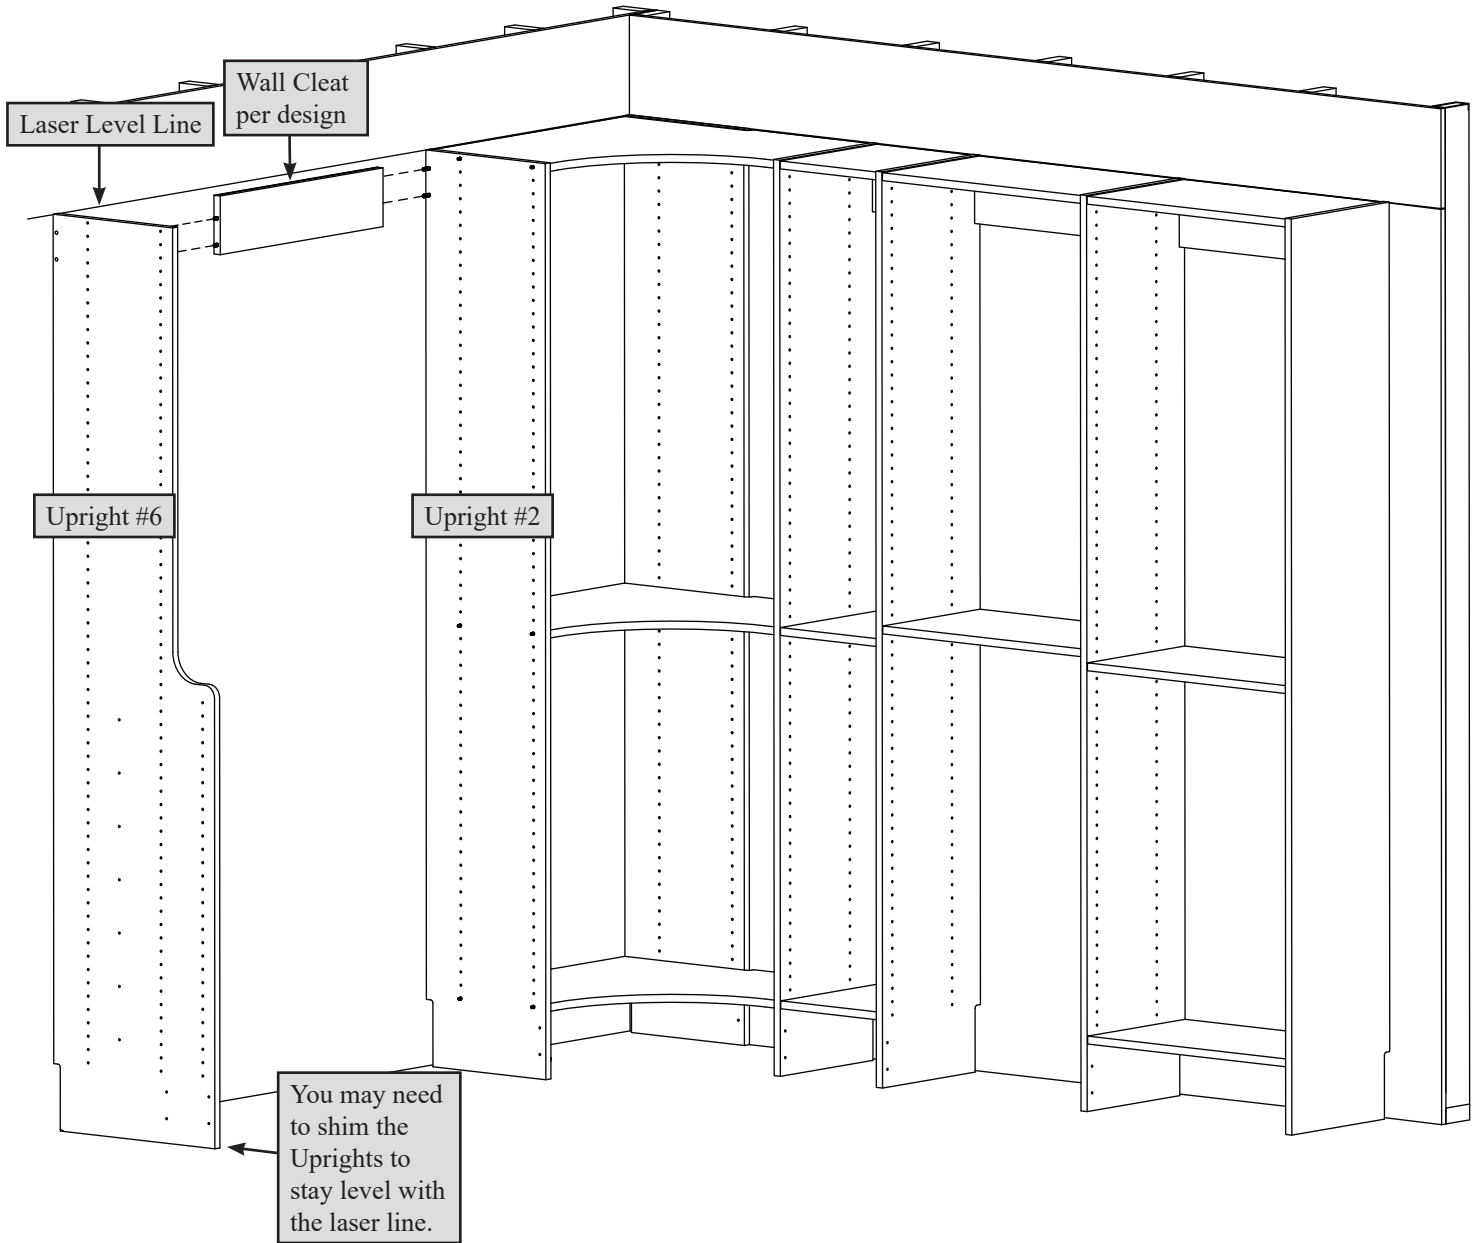 Wall Cleat
per design
Laser Level Line
Upright #6
Upright #2
You may need
to shim the
Uprights to
stay level with
the laser line.